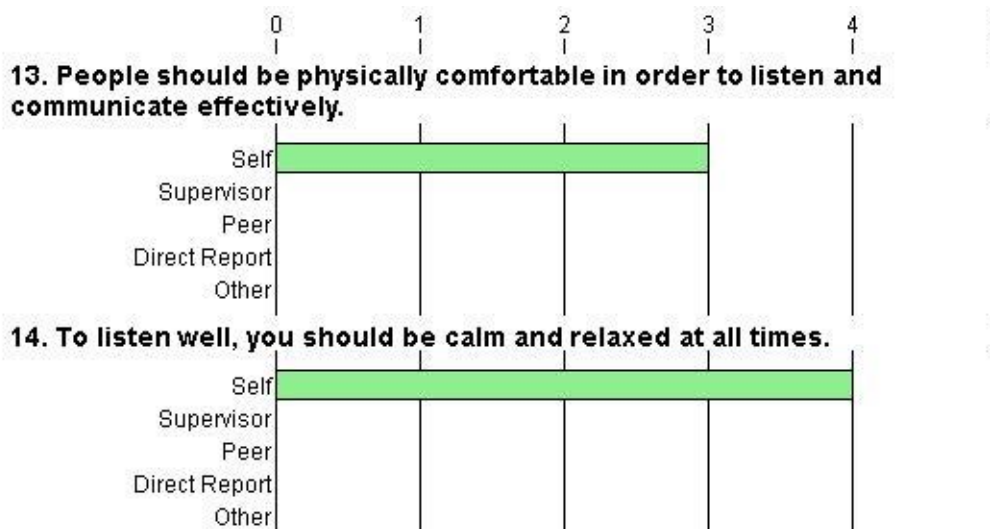 0 1 2 3 4
13. People should be physically comfortable in order to listen and
communicate effectively.
Self
Supervisor
Peer
Direct Report
Other
14. To listen well, you should be calm and relaxed at all times.
Self
Supervisor
Peer
Direct Report
Other